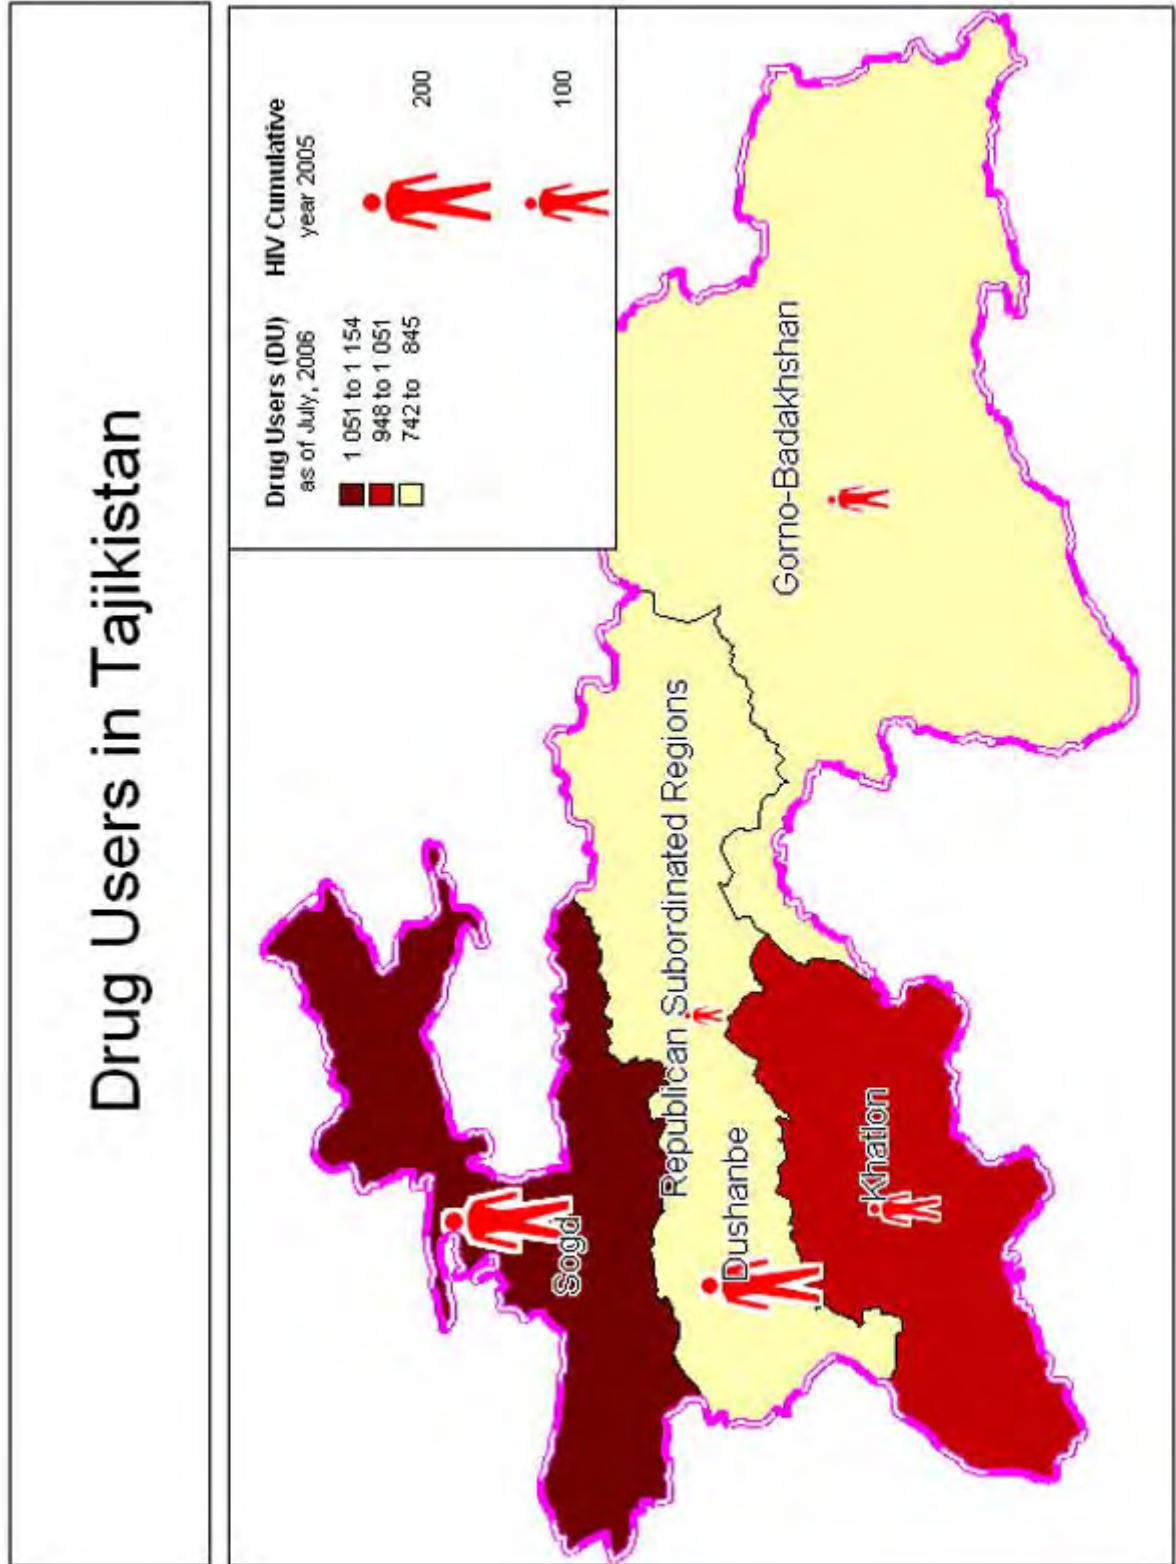 Drug Users in Tajikistan
Drug Users (DU)
as of July, 2006
1 051 to 1 154
948 to 1 051
742 to 845
HIV Cumulative
year 2005
200
100
Sogd
Republican Subordinated Regions
Dushanbe
Khatlon
Gorno-Badakhshan